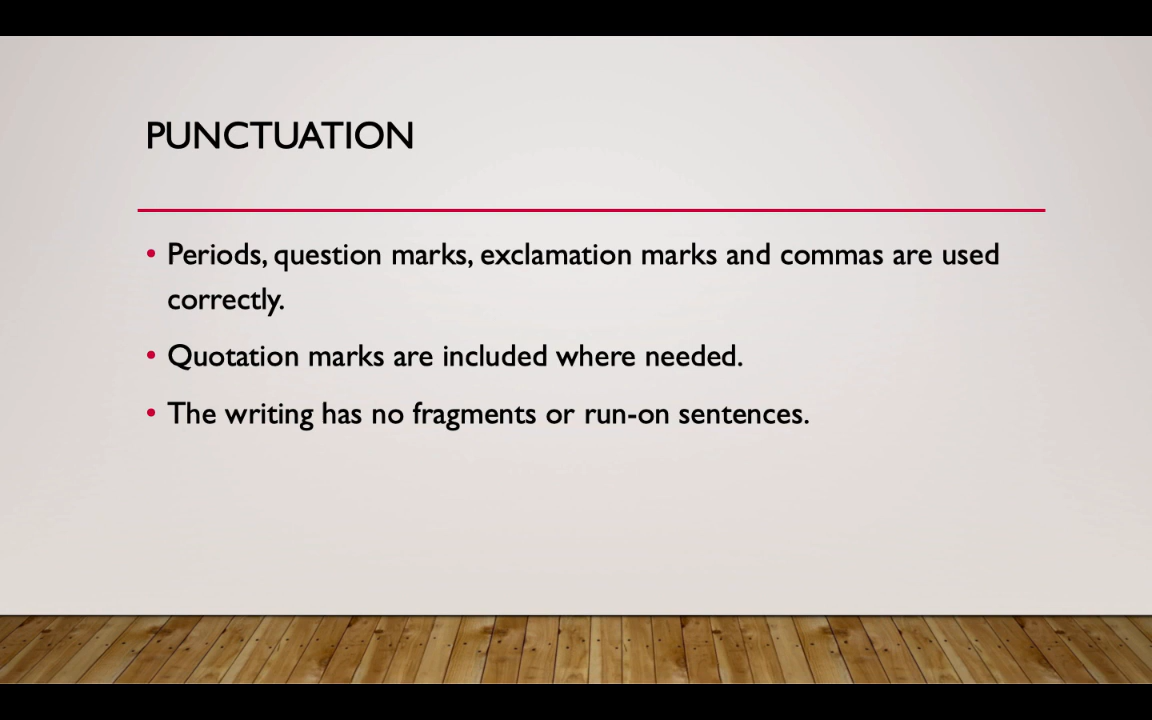 PUNCTUATION
• Periods, question marks, exclamation marks and commas are used
correctly.
• Quotation marks are included where needed.
• The writing has no fragments or run-on sentences.